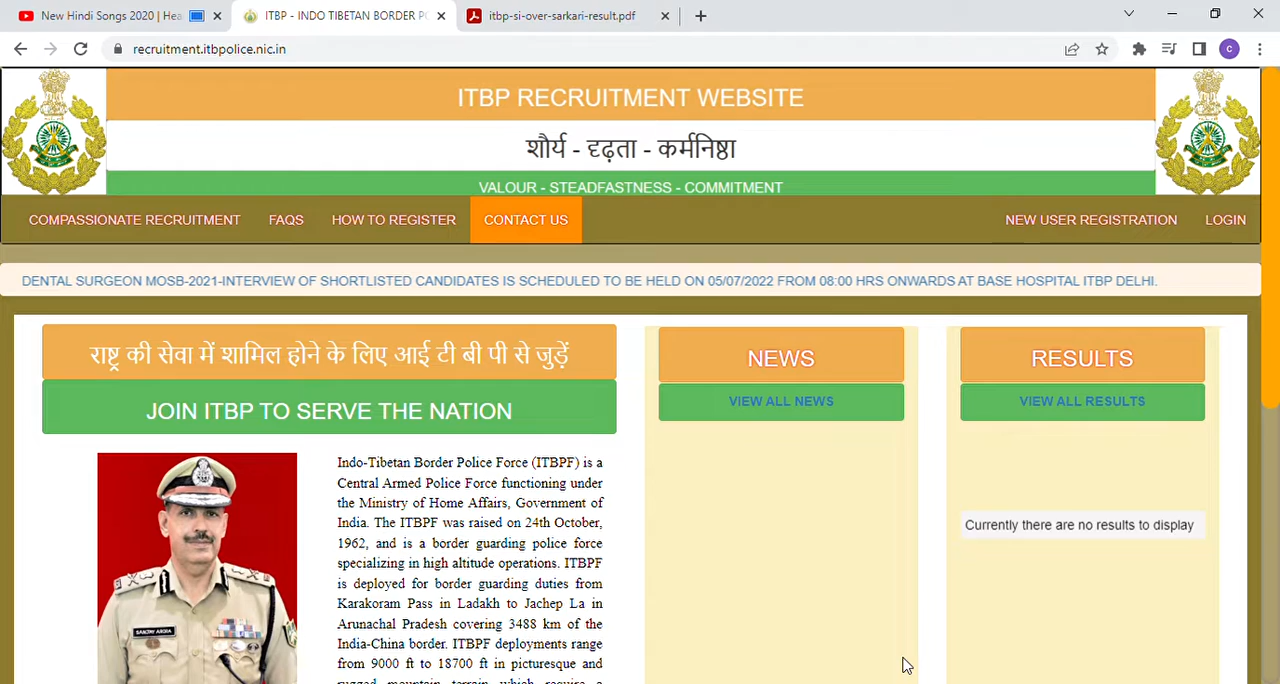 New Hindi Songs 2020 | Hea
ITBP - INDO TIBETAN BORDER PO
itbp-si-over-sarkari-result.pdf
recruitment.itbpolice.nic.in
C
ITBP RECRUITMENT WEBSITE
शौर्य - दृढ़ता - कर्मनिष्ठा
VALOUR - STEADFASTNESS - COMMITMENT
COMPASSIONATE RECRUITMENT FAQS HOW TO REGISTER CONTACT US NEW USER REGISTRATION LOGIN
DENTAL SURGEON MOSB-2021-INTERVIEW OF SHORTLISTED CANDIDATES IS SCHEDULED TO BE HELD ON 05/07/2022 FROM 08:00 HRS ONWARDS AT BASE HOSPITAL ITBP DELHI.
राष्ट्र की सेवा में शामिल होने के लिए आई टी बी पी से जुड़ें
JOIN ITBP TO SERVE THE NATION
SANJAY ARORA
Indo-Tibetan Border Police Force (ITBPF) is a
Central Armed Police Force functioning under
the Ministry of Home Affairs, Government of
India. The ITBPF was raised on 24th October,
1962, and is a border guarding police force
specializing in high altitude operations. ITBPF
is deployed for border guarding duties from
Karakoram Pass in Ladakh to Jachep La in
Arunachal Pradesh covering 3488 km of the
India-China border. ITBPF deployments range
from 9000 ft to 18700 ft in picturesque and
rugged mountain terrain which require a
NEWS
VIEW ALL NEWS
RESULTS
VIEW ALL RESULTS
Currently there are no results to display